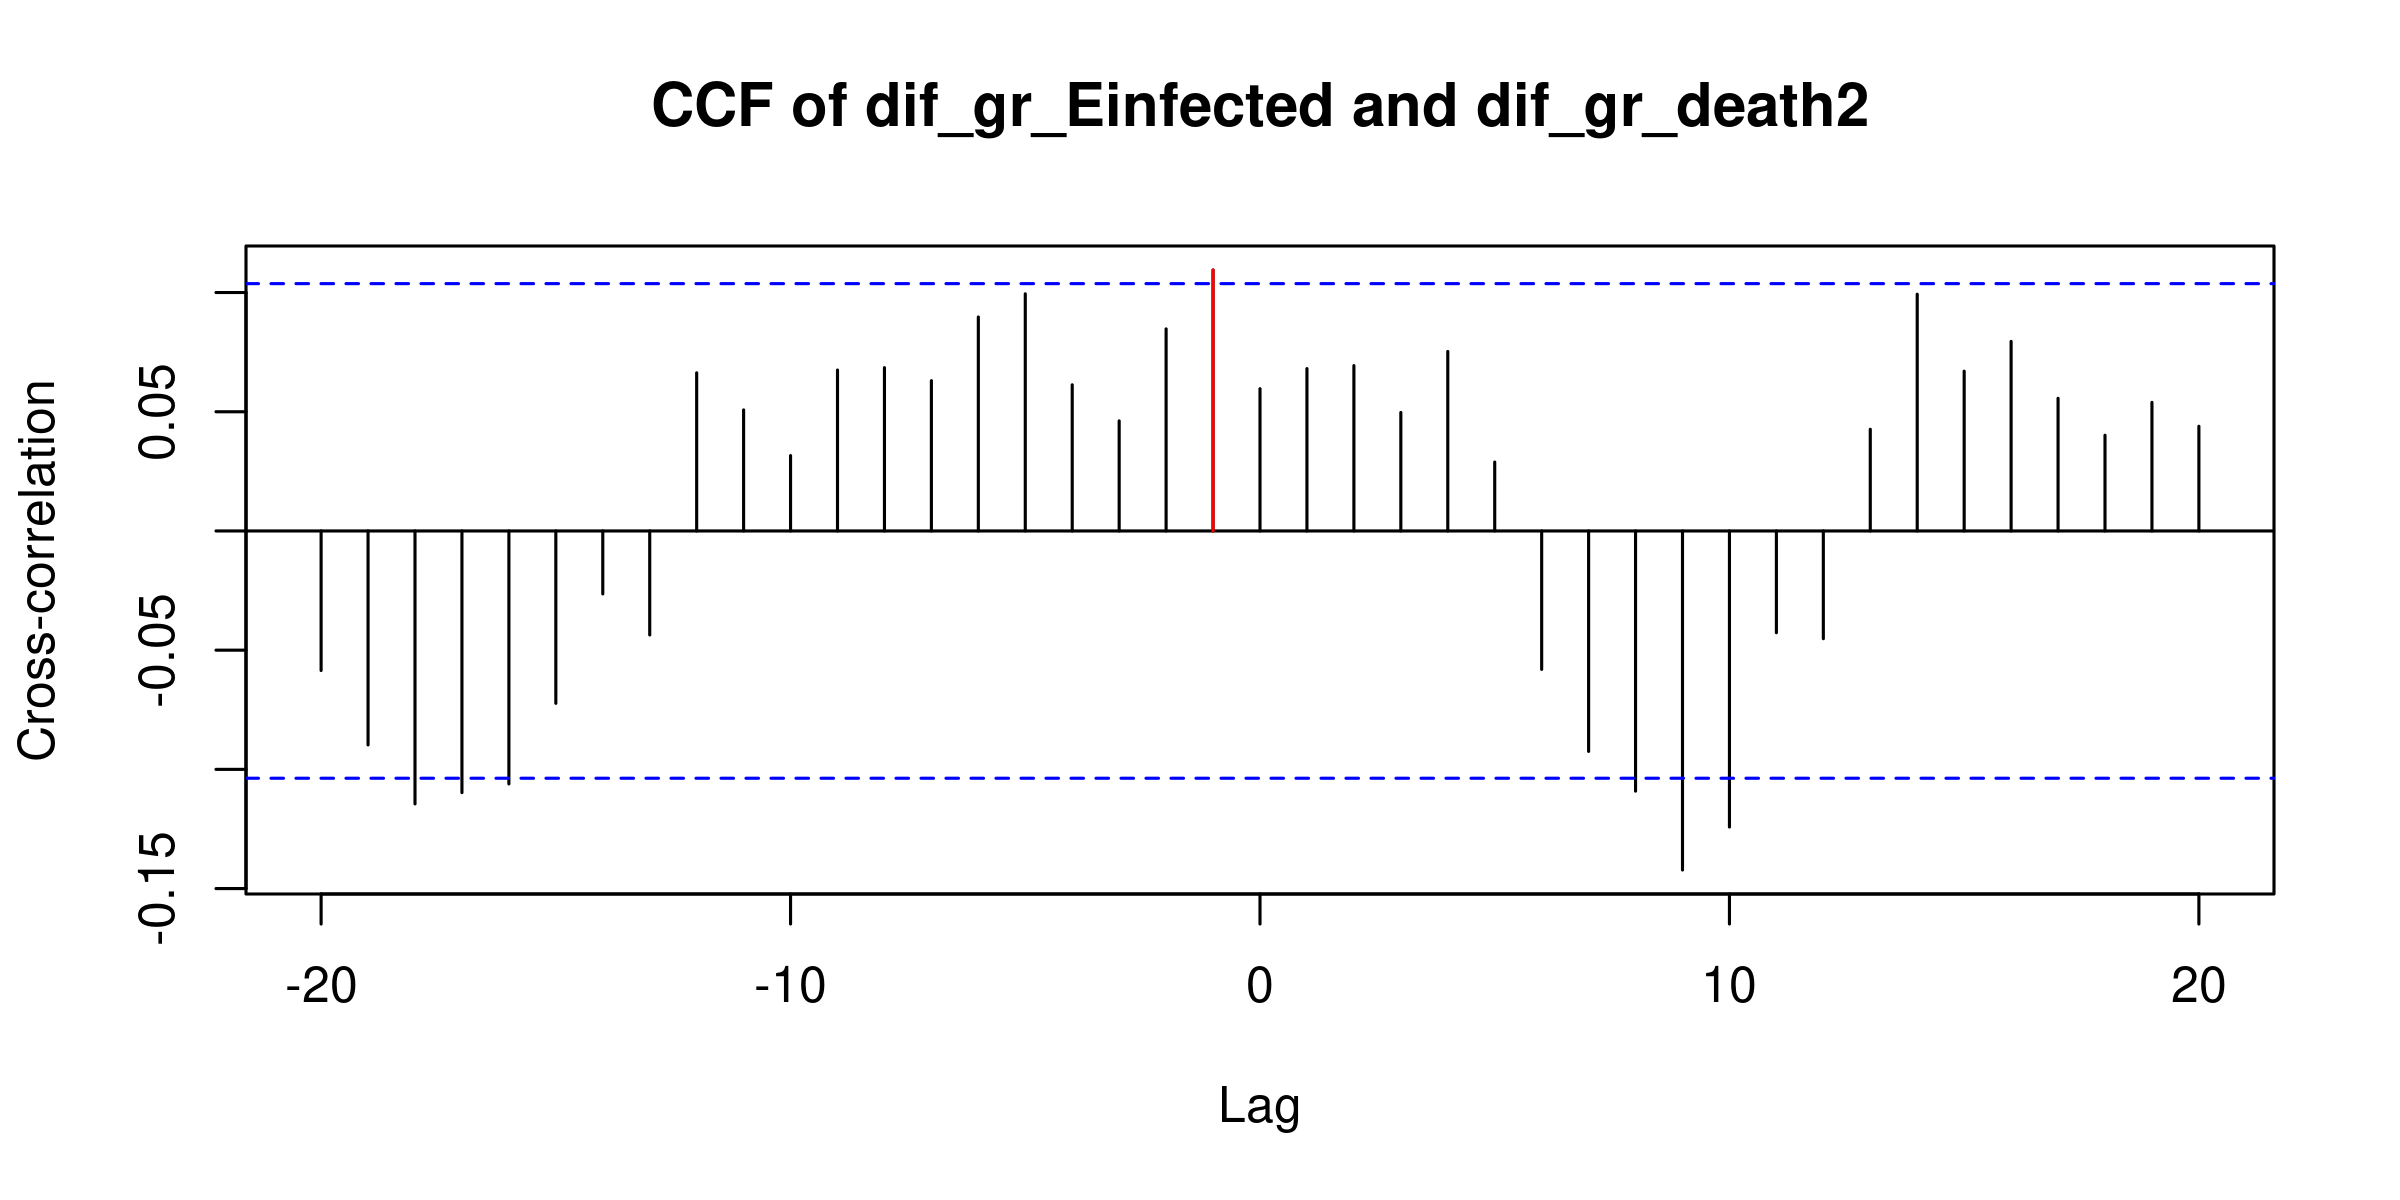 CCF of dif_gr_Einfected and dif_gr_death2
Cross-correlation
0.05
-0.05
-0.15
-20
-10
0
10
20
Lag